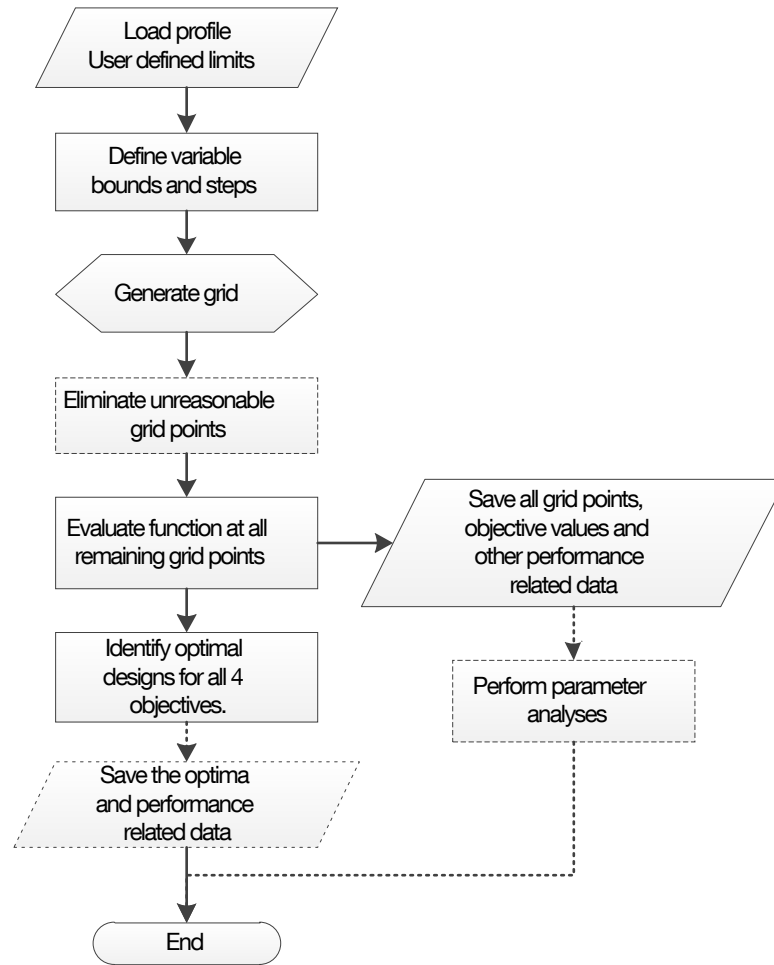 Load profile
User defined limits
Define variable
bounds and steps
Generate grid
Eliminate unreasonable
grid points
Evaluate function at all
remaining grid points
Save all grid points,
objective values and
other performance
related data
Identify optimal
designs for all 4
objectives.
Perform parameter
analyses
Save the optima
and performance
related data
End